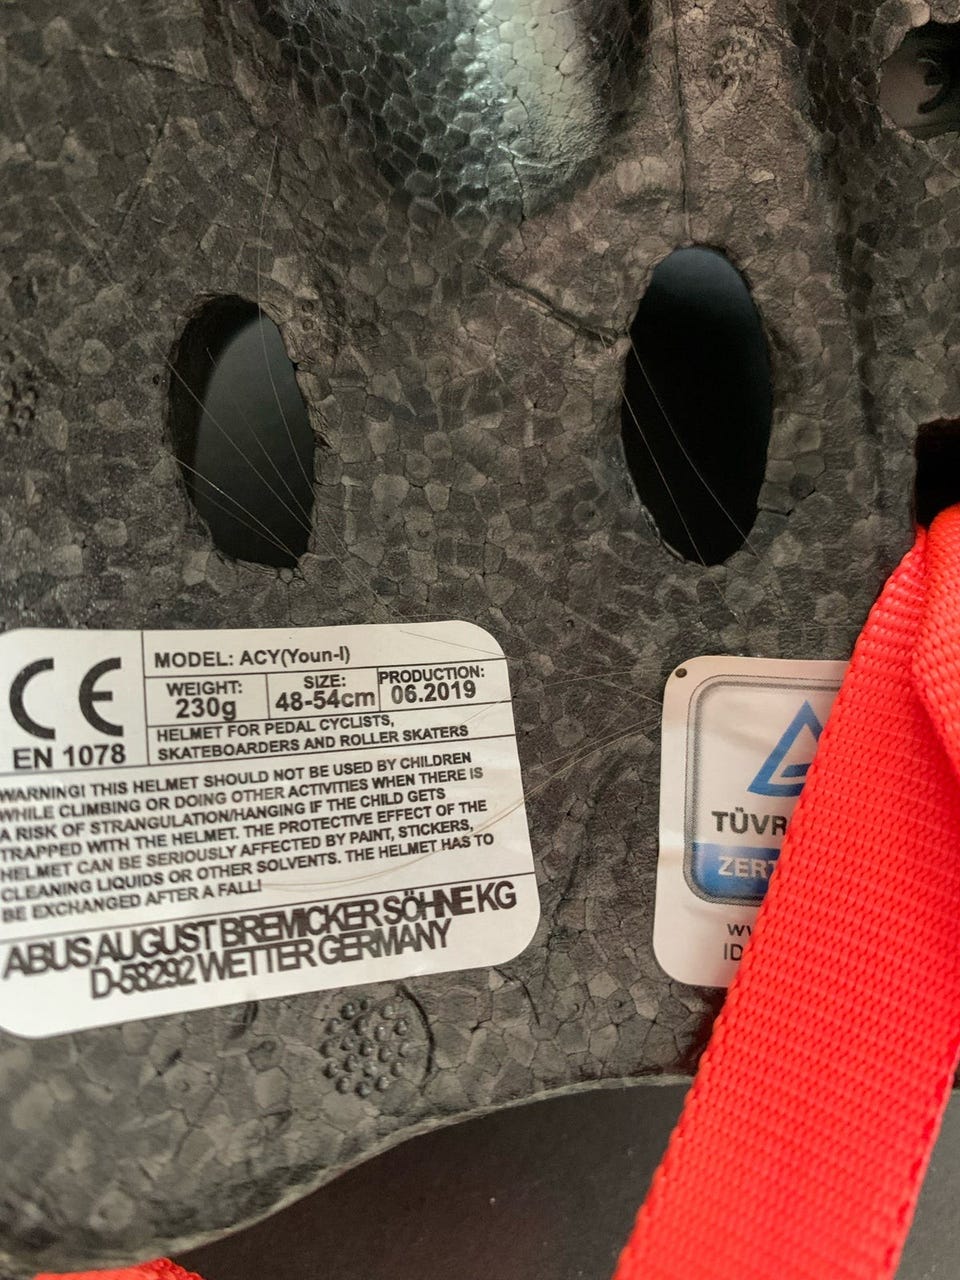 CE
EN 1078
MODEL: ACY(Youn-I)
WEIGHT:
230g
SIZE:
48-54cm
PRODUCTION:
06.2019
HELMET FOR PEDAL CYCLISTS,
SKATEBOARDERS AND ROLLER SKATERS
WARNING! THIS HELMET SHOULD NOT BE USED BY CHILDREN
WHILE CLIMBING OR DOING OTHER ACTIVITIES WHEN THERE IS
A RISK OF STRANGULATION/HANGING IF THE CHILD GETS
TRAPPED WITH THE HELMET. THE PROTECTIVE EFFECT OF THE
HELMET CAN BE SERIOUSLY AFFECTED BY PAINT, STICKERS,
CLEANING LIQUIDS OR OTHER SOLVENTS. THE HELMET HAS TO
BE EXCHANGED AFTER A FALL!
ABUS AUGUST BREMICKER SÖHNE KG
D-58292 WETTER GERMANY
TÜVR
ZERT
ID